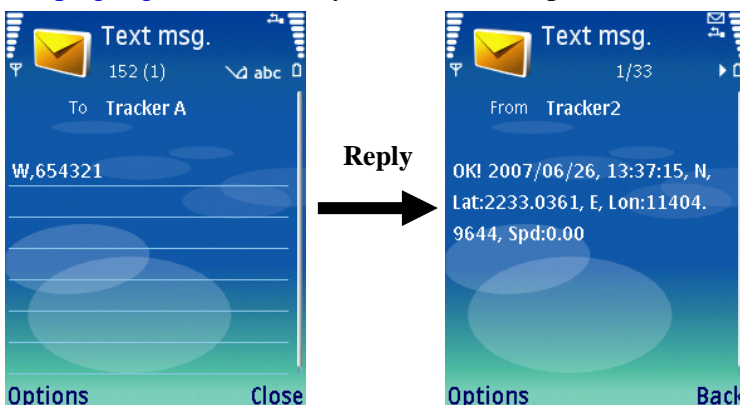 Text msg.
152 (1)
abc
To Tracker A
W,654321
Options Close
Reply
Text msg.
1/33
From Tracker2
OK! 2007/06/26, 13:37:15, N,
Lat:2233.0361, E, Lon:11404.
9644, Spd:0.00
Options Back